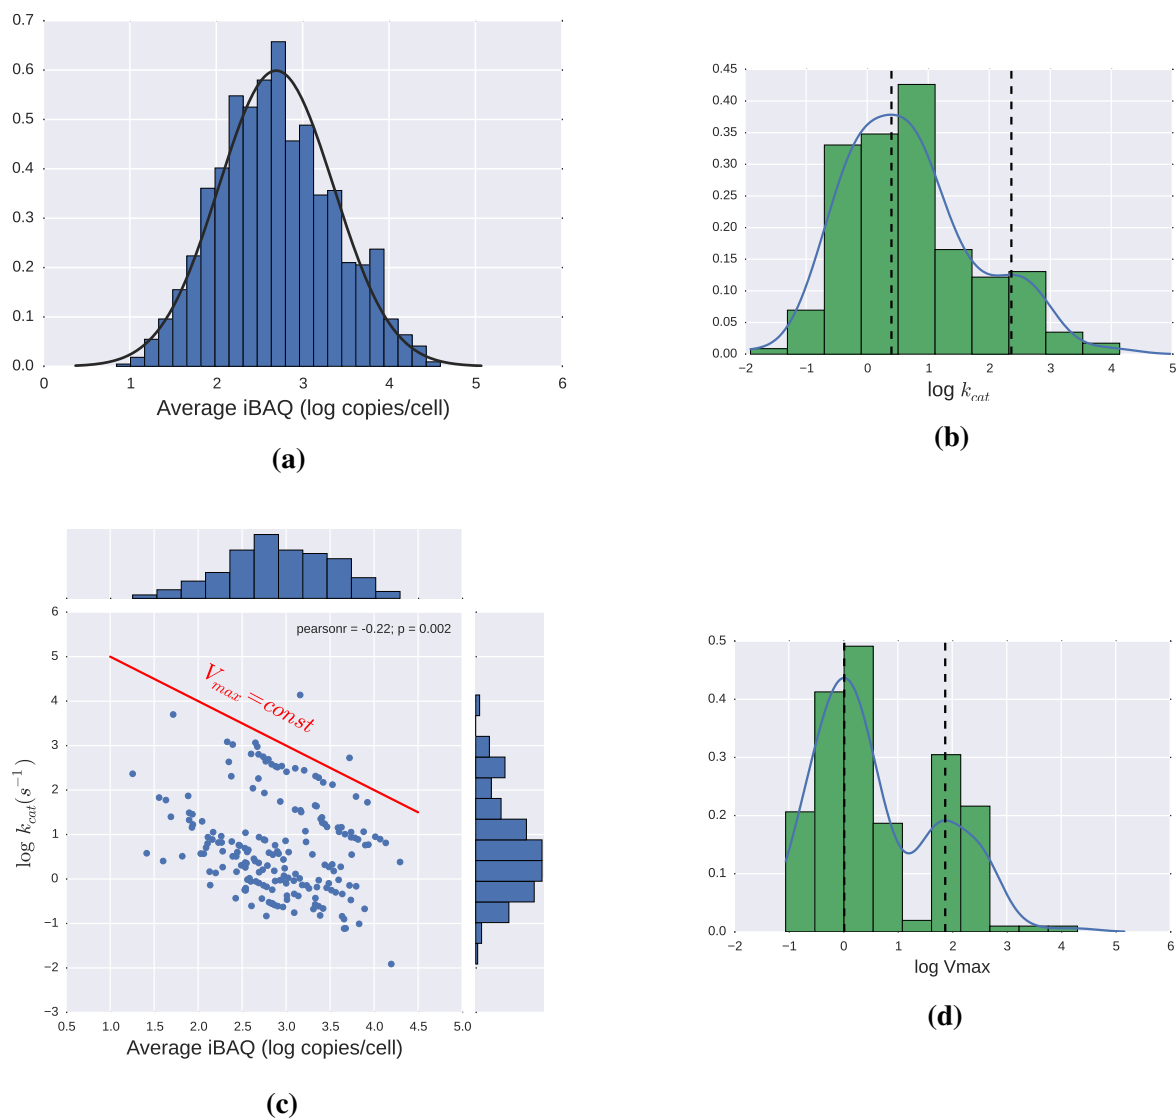 0.7
0.6
0.5
0.4
0.3
0.2
0.1
0.0
0 1 2 3 4 5 6
Average iBAQ (log copies/cell)
(a)
0.45
0.40
0.35
0.30
0.25
0.20
0.15
0.10
0.05
0.00
−2 −1 0 1 2 3 4 5
log k_cat
(b)
6
5
4
3
2
1
0
−1
−2
−3
pearsonr = -0.22; p = 0.002
V_max = const
log k_cat (s^−1)
0.5 1.0 1.5 2.0 2.5 3.0 3.5 4.0 4.5 5.0
Average iBAQ (log copies/cell)
(c)
0.5
0.4
0.3
0.2
0.1
0.0
−2 −1 0 1 2 3 4 5 6
log Vmax
(d)